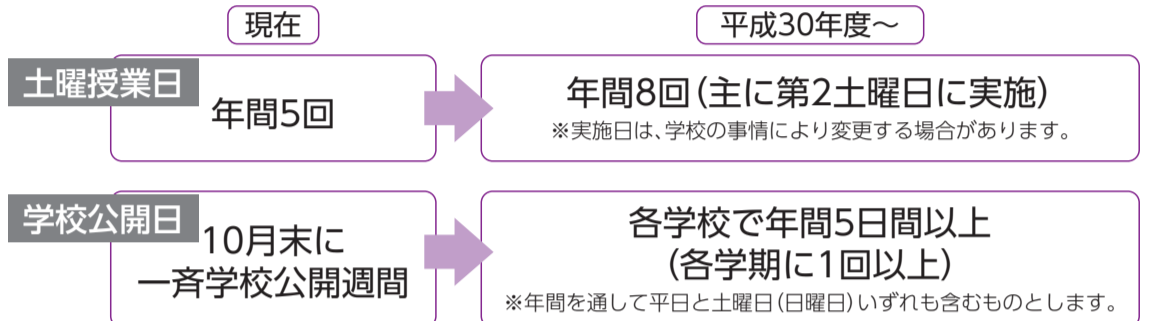 現在
平成30年度～
土曜授業日
年間5回
年間8回(主に第2土曜日に実施)
※実施日は、学校の事情により変更する場合があります。
学校公開日
10月末に
一斉学校公開週間
各学校で年間5日間以上
(各学期に1回以上)
※年間を通して平日と土曜日(日曜日)いずれも含むものとします。